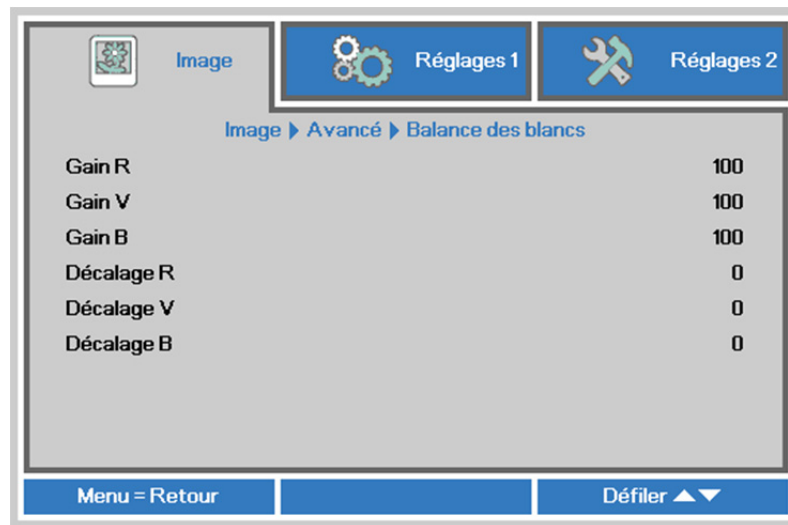 Image Réglages 1 Réglages 2
Image ▶ Avancé ▶ Balance des blancs
Gain R 100
Gain V 100
Gain B 100
Décalage R 0
Décalage V 0
Décalage B 0
Menu = Retour Défiler ▲▼